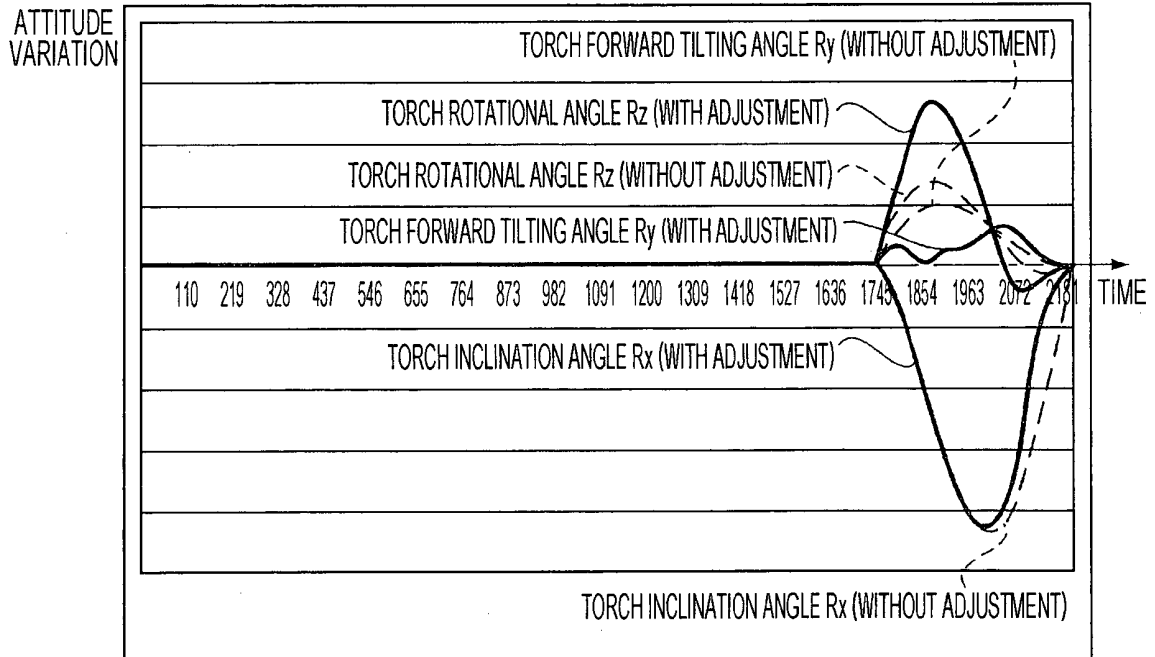 ATTITUDE
VARIATION
TORCH FORWARD TILTING ANGLE Ry (WITHOUT ADJUSTMENT)
TORCH ROTATIONAL ANGLE Rz (WITH ADJUSTMENT)
TORCH ROTATIONAL ANGLE Rz (WITHOUT ADJUSTMENT)
TORCH FORWARD TILTING ANGLE Ry (WITH ADJUSTMENT)
110 219 328 437 546 655 764 873 982 1091 1200 1309 1418 1527 1636 1745 1854 1963 2072 2181 TIME
TORCH INCLINATION ANGLE Rx (WITH ADJUSTMENT)
TORCH INCLINATION ANGLE Rx (WITHOUT ADJUSTMENT)